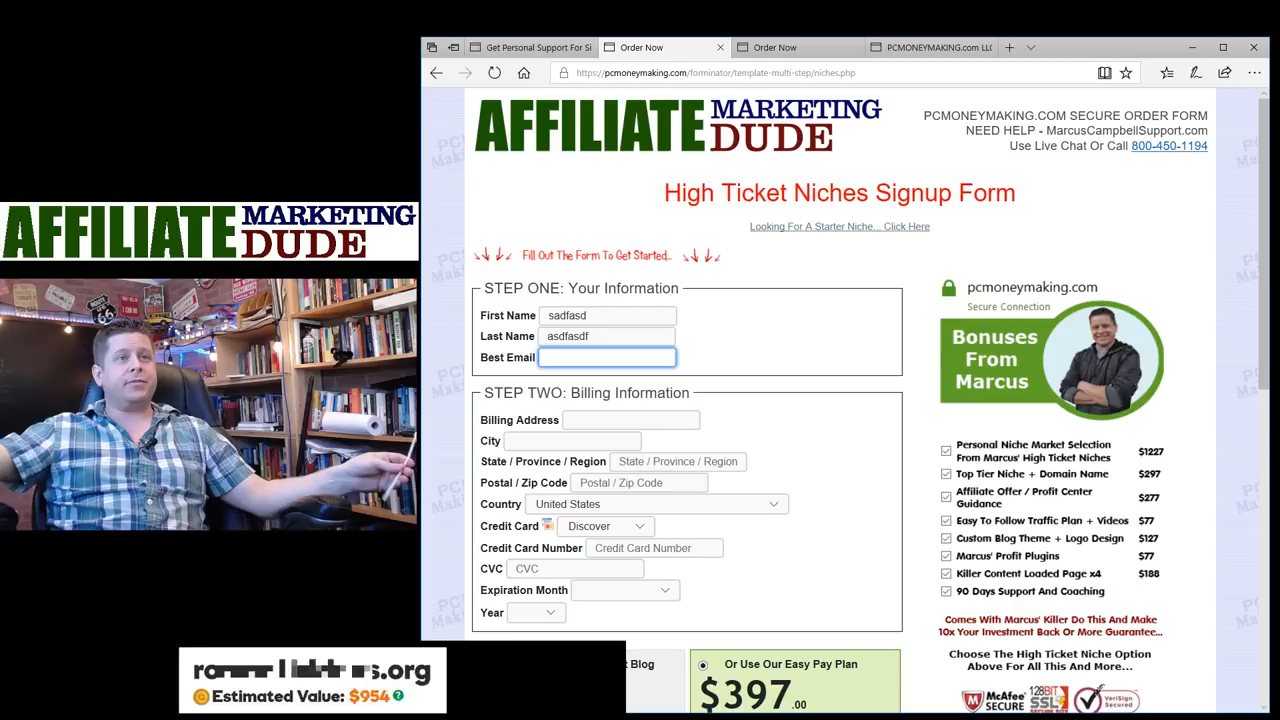 Get Personal Support For Si
Order Now
Order Now
PCMONEYMAKING.com LLC
https://pcmoneymaking.com/forminator/template-multi-step/niches.php
AFFILIATE MARKETING DUDE
PCMONEYMAKING.COM SECURE ORDER FORM
NEED HELP - MarcusCampbellSupport.com
Use Live Chat Or Call 800-450-1194
High Ticket Niches Signup Form
Looking For A Starter Niche... Click Here
Fill Out The Form To Get Started...
STEP ONE: Your Information
First Name sadfasd
Last Name asdfasdf
Best Email
STEP TWO: Billing Information
Billing Address
City
State / Province / Region State / Province / Region
Postal / Zip Code Postal / Zip Code
Country United States
Credit Card Discover
Credit Card Number Credit Card Number
CVC CVC
Expiration Month
Year
t Blog
Or Use Our Easy Pay Plan
$397.00
pcmoneymaking.com
Secure Connection
Bonuses
From
Marcus
Personal Niche Market Selection
From Marcus' High Ticket Niches $1227
Top Tier Niche + Domain Name $297
Affiliate Offer / Profit Center
Guidance $277
Easy To Follow Traffic Plan + Videos $77
Custom Blog Theme + Logo Design $127
Marcus' Profit Plugins $77
Killer Content Loaded Page x4 $188
90 Days Support And Coaching
Comes With Marcus' Killer Do This And Make
10x Your Investment Back Or More Guarantee...
Choose The High Ticket Niche Option
Above For All This And More...
McAfee
SECURE
128BIT
SSL
VeriSign
Secured
AFFILIATE MARKETING DUDE
66
.org
Estimated Value: $954